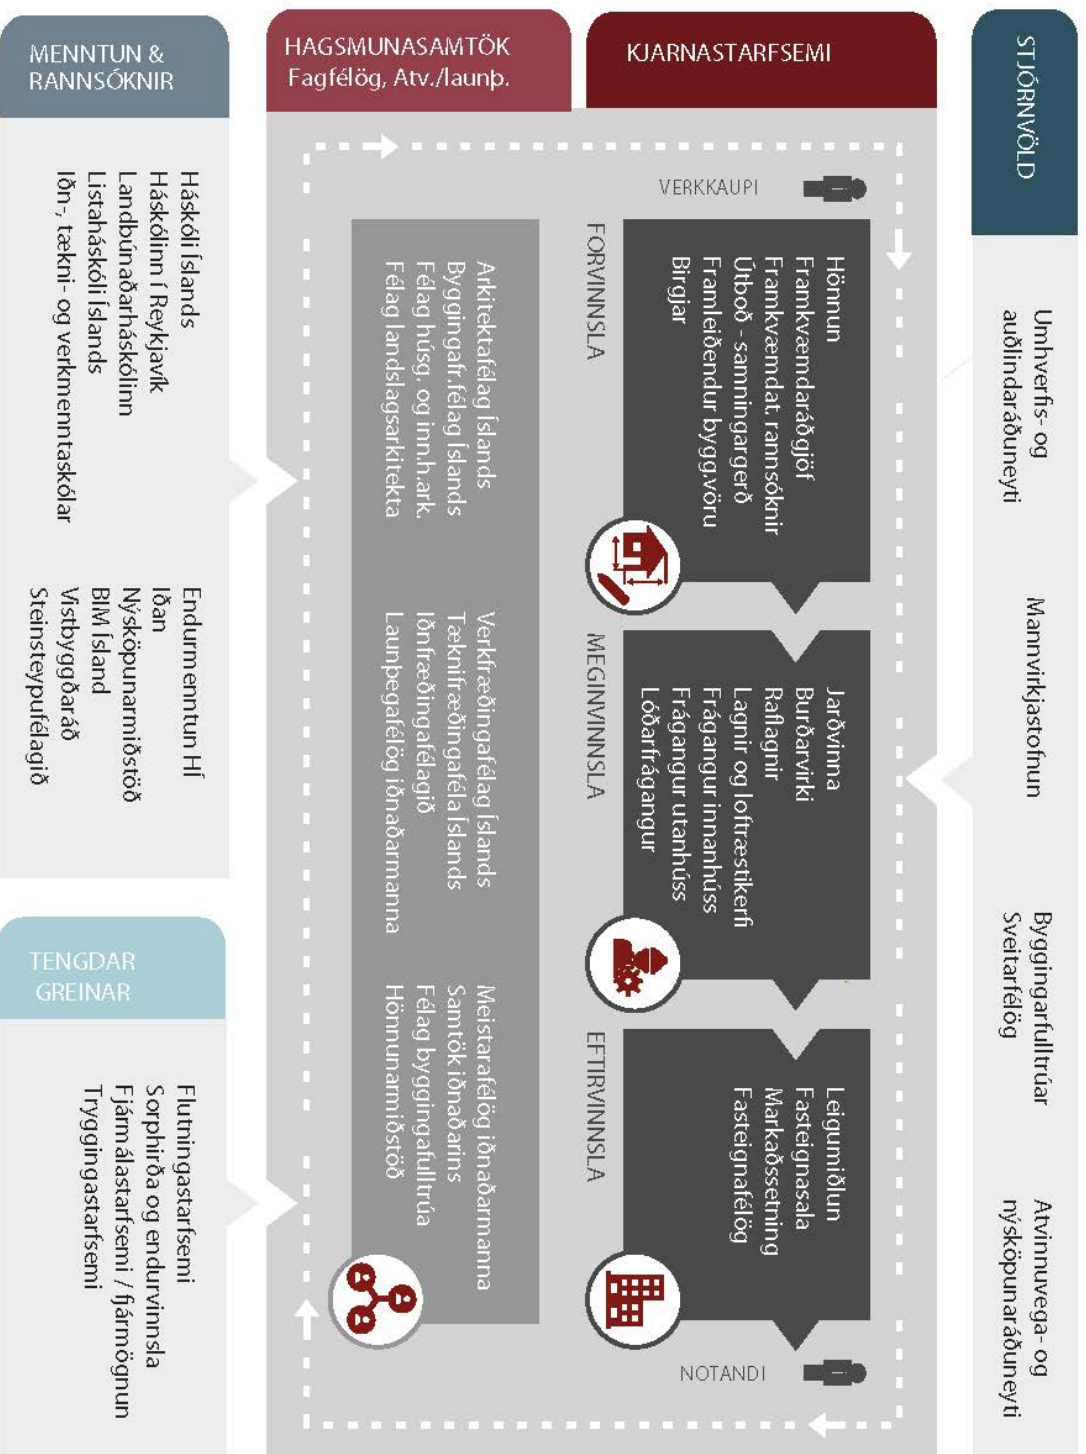 STJÓRNVÖLD
Umhverfis- og
auðlindaráðuneyti
Mannvirkjastofnun
Byggingarfulltrúar
Sveitarfélög
Atvinnuvega- og
nýsköpunaráðuneyti
KJARNASTARFSEMI
VERKKAUPI
Hönnun
Framkvæmdaráðgjöf
Framkvæmdat. rannsóknir
Útboð - samningargerð
Framleiðendur bygg.vöru
Birgjar
FORVINNSLA
Jarðvinna
Burðarvirki
Raflagnir
Lagnir og loftræstikerfi
Frágangur innanhúss
Frágangur utanhúss
Lóðarfrágangur
MEGINVINNSLA
Leigumiðlun
Fasteignasala
Markaðssetning
Fasteignafélög
EFTIRVINNSLA
NOTANDI
HAGSMUNASAMTÖK
Fagfélög, Atv./launþ.
Arkitektafélag Íslands
Byggingafr.félag Íslands
Félag húsg. og innh.ark.
Félag landslagsarkitekta
Verkfræðingafélag Íslands
Tæknifræðingaféla Íslands
Iðnfræðingafélagið
Launþegafélög iðnaðarmanna
Meistarafélög iðnaðarmanna
Samtök iðnaðarins
Félag byggingafulltrúa
Hönnunarmiðstöð
MENNTUN &
RANNSÓKNIR
Háskóli Íslands
Háskólinn í Reykjavík
Landbúnaðarháskólinn
Listaháskóli Íslands
Iðn-, tækni- og verkmenntaskólar
Endurmenntun HÍ
Iðan
Nýsköpunarmiðstöð
BIM Ísland
Vistbyggðaráð
Steinsteypufélagið
TENGDAR
GREINAR
Flutningastarfsemi
Sorphirða og endurvinnsla
Fjármálastarfsemi / fjármögnun
Tryggingastarfsemi